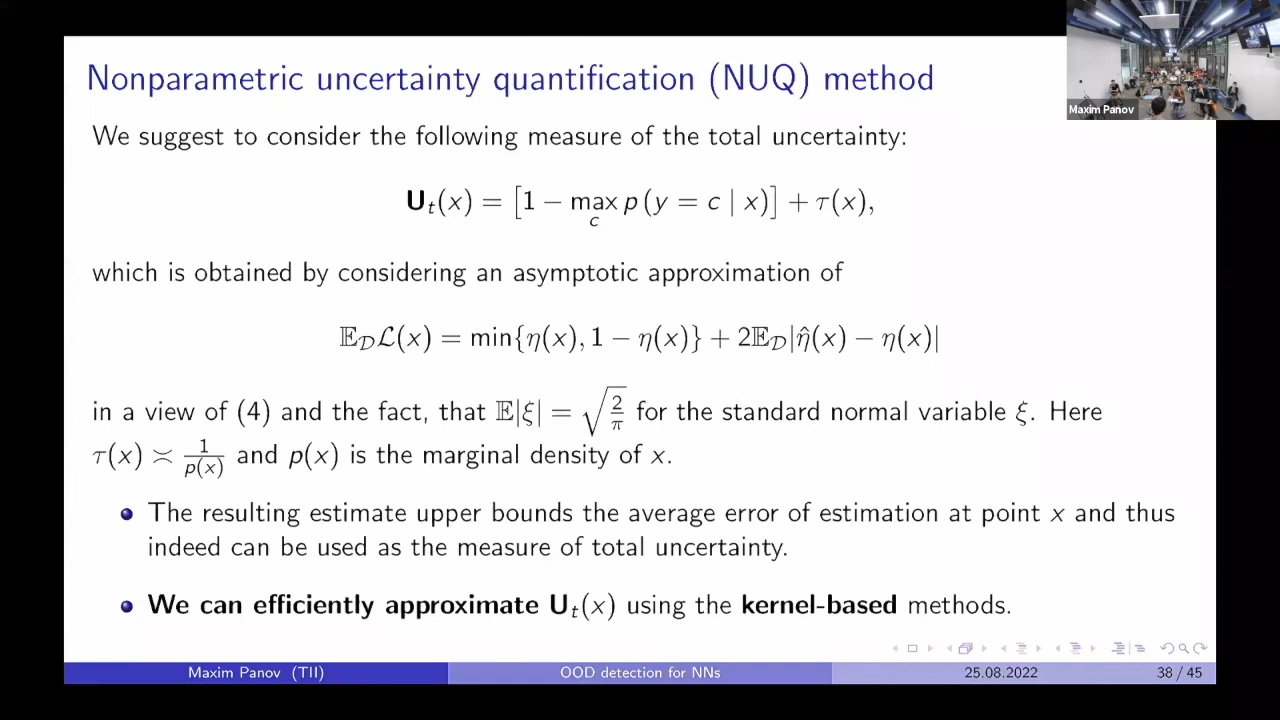 Nonparametric uncertainty quantification (NUQ) method
Maxim Panov
We suggest to consider the following measure of the total uncertainty:
U_t(x) = [1 − max_c p (y = c | x)] + τ(x),
which is obtained by considering an asymptotic approximation of
𝔼_𝒟ℒ(x) = min{η(x), 1 − η(x)} + 2𝔼_𝒟|η̂(x) − η(x)|
in a view of (4) and the fact, that 𝔼|ξ| = √(2/π) for the standard normal variable ξ. Here
τ(x) ≍ 1/p(x) and p(x) is the marginal density of x.
The resulting estimate upper bounds the average error of estimation at point x and thus
indeed can be used as the measure of total uncertainty.
We can efficiently approximate U_t(x) using the kernel-based methods.
Maxim Panov (TII) OOD detection for NNs 25.08.2022 38 / 45